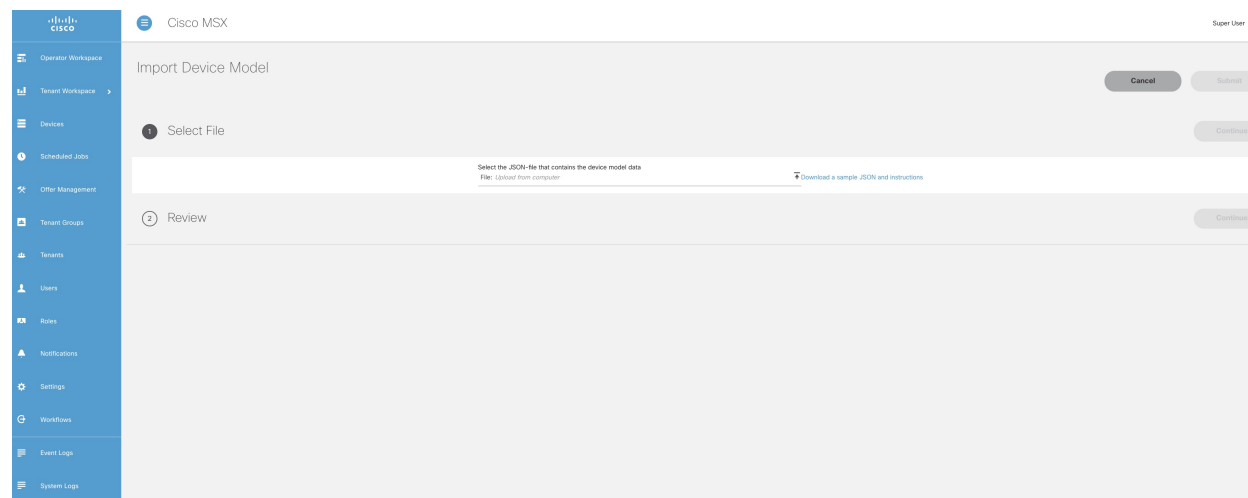 CISCO
Cisco MSX
Super User
Operator Workspace
Tenant Workspace
Devices
Scheduled Jobs
Offer Management
Tenant Groups
Tenants
Users
Roles
Notifications
Settings
Workflows
Event Logs
System Logs
Import Device Model
Cancel
Submit
1 Select File
Continue
Select the JSON-file that contains the device model data
File: Upload from computer
Download a sample JSON and instructions
2 Review
Continue